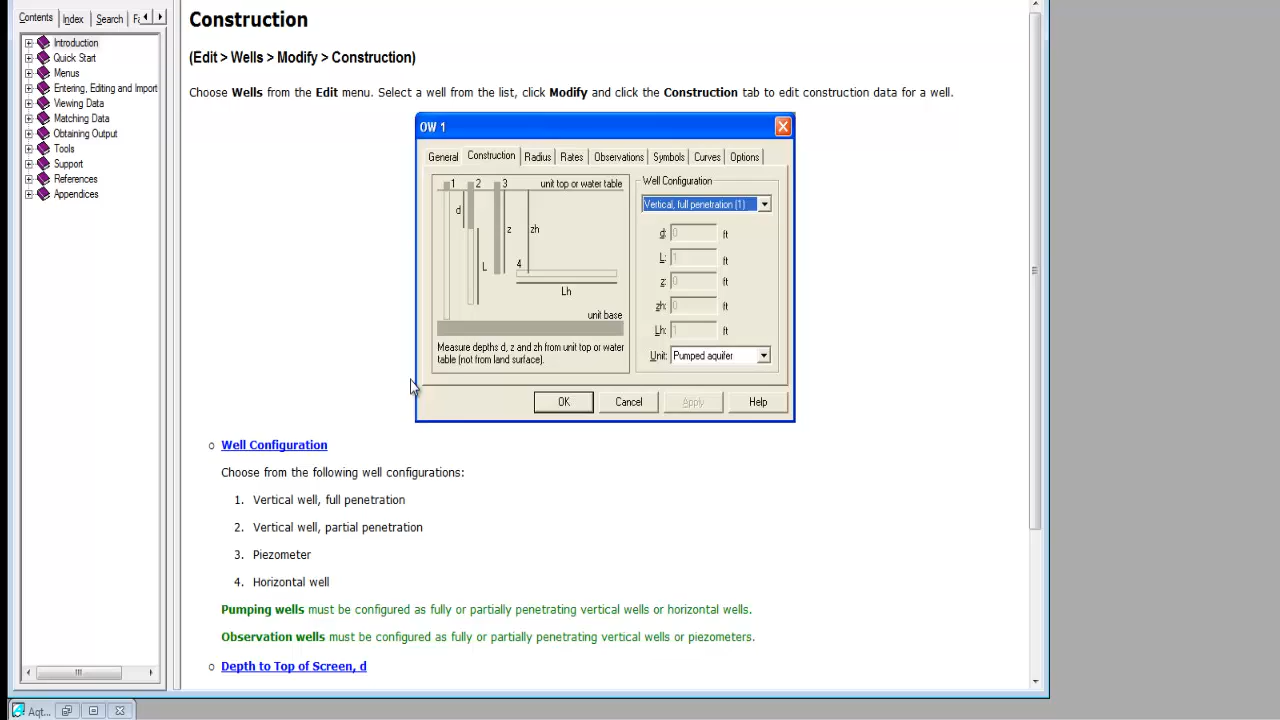 Contents Index Search Fa
Introduction
Quick Start
Menus
Entering, Editing and Import
Viewing Data
Matching Data
Obtaining Output
Tools
Support
References
Appendices
Construction
(Edit > Wells > Modify > Construction)
Choose Wells from the Edit menu. Select a well from the list, click Modify and click the Construction tab to edit construction data for a well.
OW 1
General Construction Radius Rates Observations Symbols Curves Options
1 2 3 unit top or water table
d
z zh
L
4
Lh
unit base
Measure depths d, z and zh from unit top or water
table (not from land surface).
Well Configuration
Vertical, full penetration (1)
d: 0 ft
L: 1 ft
z: 0 ft
zh: 0 ft
Lh: 1 ft
Unit: Pumped aquifer
OK Cancel Apply Help
o Well Configuration
Choose from the following well configurations:
1. Vertical well, full penetration
2. Vertical well, partial penetration
3. Piezometer
4. Horizontal well
Pumping wells must be configured as fully or partially penetrating vertical wells or horizontal wells.
Observation wells must be configured as fully or partially penetrating vertical wells or piezometers.
o Depth to Top of Screen, d
Aqt...